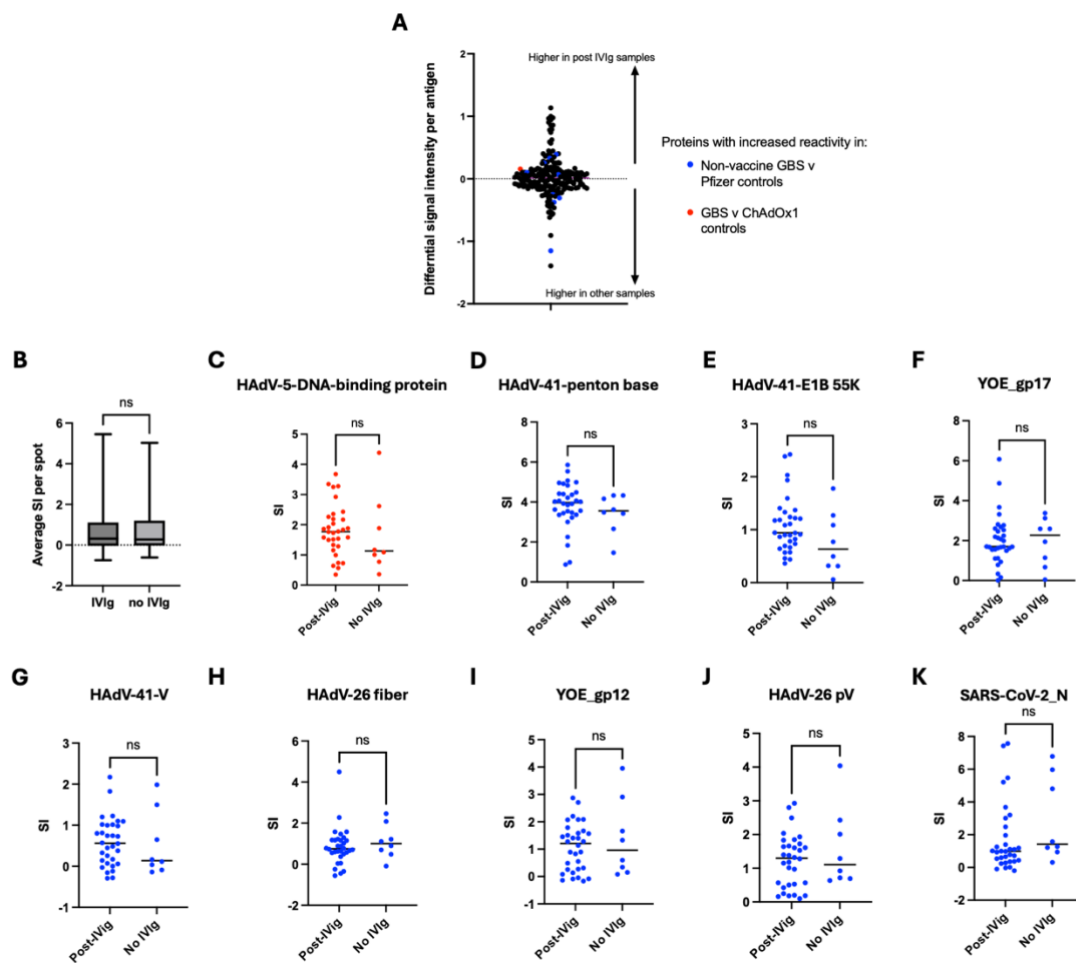 A
Higher in post IVIg samples
Differntial signal intensity per antigen
2
1
0
-1
-2
Higher in other samples
Proteins with increased reactivity in:
Non-vaccine GBS v
Pfizer controls
GBS v ChAdOx1
controls
B
ns
Average SI per spot
6
4
2
0
-2
IVIg
no IVIg
C
HAdV-5-DNA-binding protein
ns
SI
5
4
3
2
1
0
Post-IVig
No IVIg
D
HAdV-41-penton base
ns
SI
8
6
4
2
0
Post-IVig
No IVIg
E
HAdV-41-E1B 55K
ns
SI
3
2
1
0
Post-IVig
No IVIg
F
YOE_gp17
ns
SI
8
6
4
2
0
Post-IVig
No IVIg
G
HAdV-41-V
ns
SI
3
2
1
0
-1
Post-IVig
No IVIg
H
HAdV-26 fiber
ns
SI
6
4
2
0
-2
Post-IVig
No IVIg
I
YOE_gp12
ns
SI
5
4
3
2
1
0
-1
Post-IVig
No IVIg
J
HAdV-26 pV
ns
SI
5
4
3
2
1
0
Post-IVig
No IVIg
K
SARS-CoV-2_N
ns
SI
8
6
4
2
0
-2
Post-IVig
No IVIg